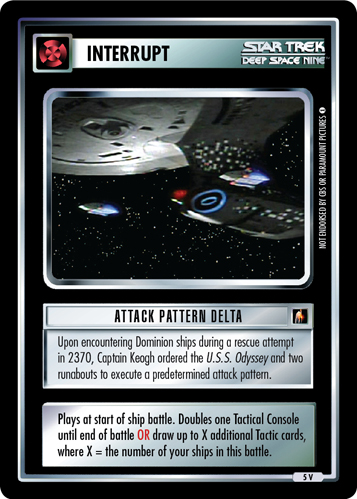 INTERRUPT
STAR TREK
DEEP SPACE NINE™
NOT ENDORSED BY CBS OR PARAMOUNT PICTURES
ATTACK PATTERN DELTA
Upon encountering Dominion ships during a rescue attempt
in 2370, Captain Keogh ordered the U.S.S. Odyssey and two
runabouts to execute a predetermined attack pattern.
Plays at start of ship battle. Doubles one Tactical Console
until end of battle OR draw up to X additional Tactic cards,
where X = the number of your ships in this battle.
5 V